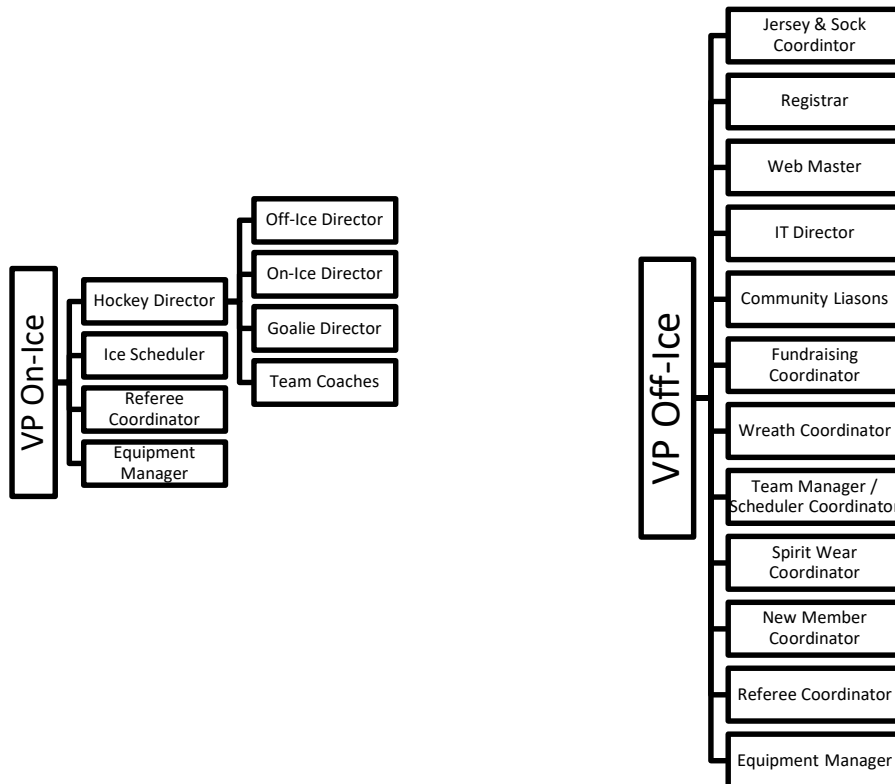 VP On-Ice
Hockey Director
Ice Scheduler
Referee
Coordinator
Equipment
Manager
Off-Ice Director
On-Ice Director
Goalie Director
Team Coaches
VP Off-Ice
Jersey & Sock
Coordintor
Registrar
Web Master
IT Director
Community Liasons
Fundraising
Coordinator
Wreath Coordinator
Team Manager /
Scheduler Coordinator
Spirit Wear
Coordinator
New Member
Coordinator
Referee Coordinator
Equipment Manager